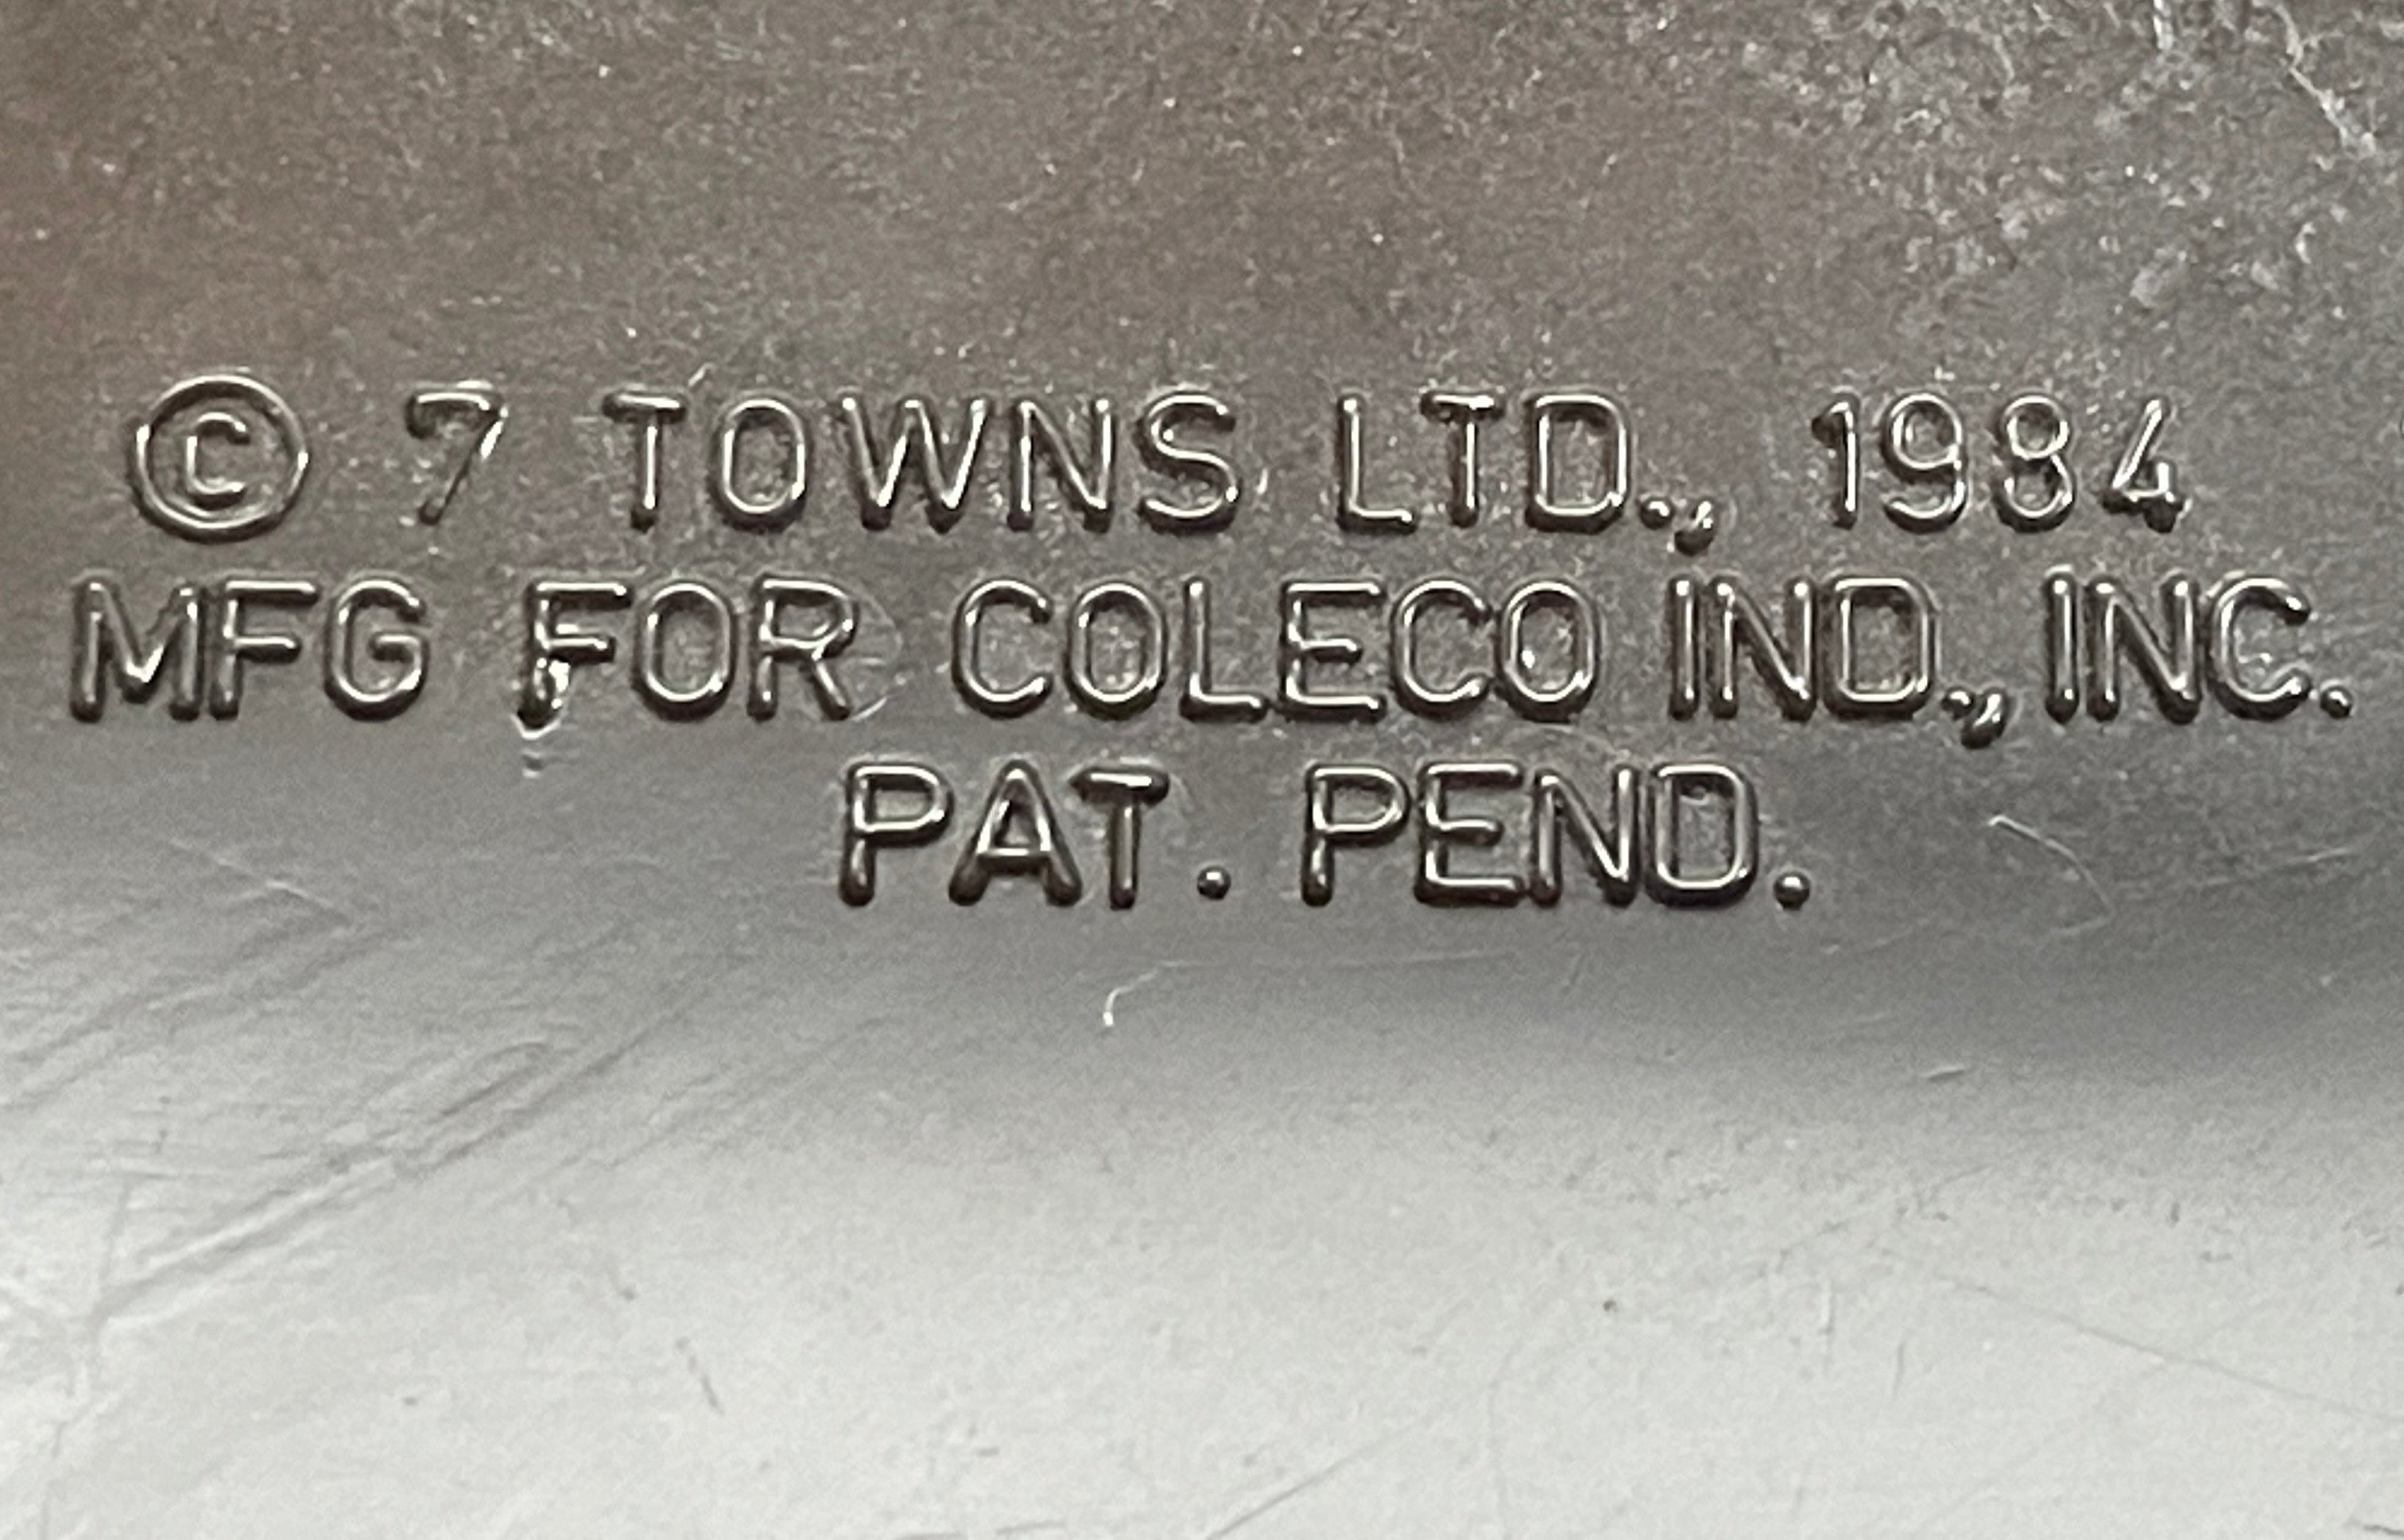 © 7 TOWNS LTD., 1984
MFG FOR COLECO IND., INC.
PAT. PEND.